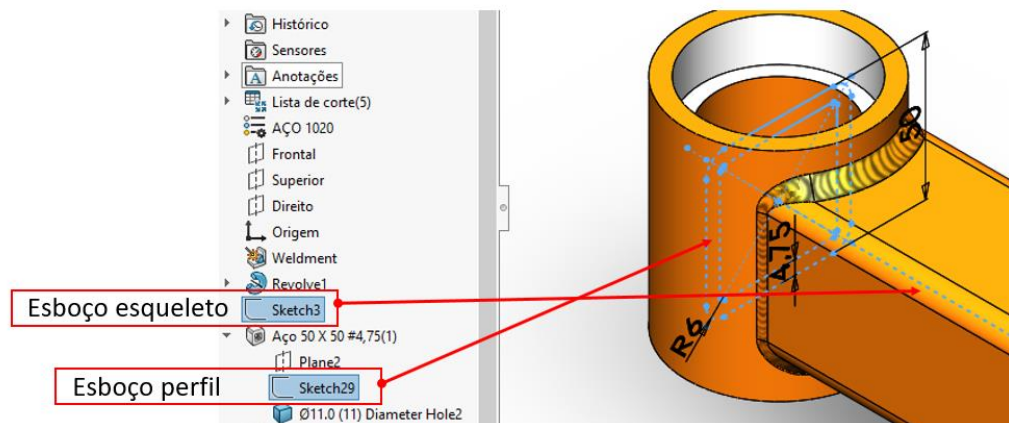 Histórico
Sensores
Anotações
Lista de corte(5)
AÇO 1020
Frontal
Superior
Direito
Origem
Weldment
Revolve1
Esboço esqueleto
Sketch3
Aço 50 X 50 #4,75(1)
Plane2
Esboço perfil
Sketch29
Ø11.0 (11) Diameter Hole2
50
4,75
R6